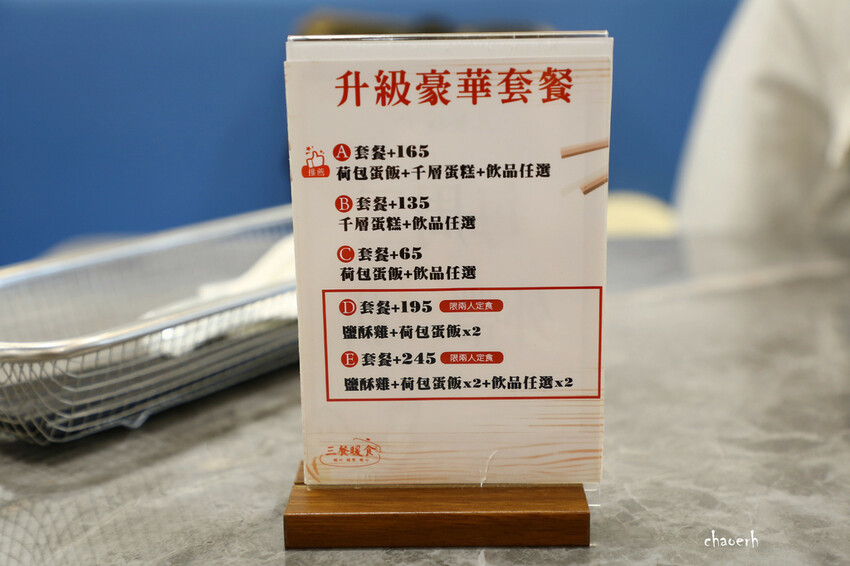 升級豪華套餐
推薦
A 套餐+165
荷包蛋飯+千層蛋糕+飲品任選
B 套餐+135
千層蛋糕+飲品任選
C 套餐+65
荷包蛋飯+飲品任選
D 套餐+195 限兩人定食
鹽酥雞+荷包蛋飯x2
E 套餐+245 限兩人定食
鹽酥雞+荷包蛋飯x2+飲品任選x2
三餐暖食
chaoerh